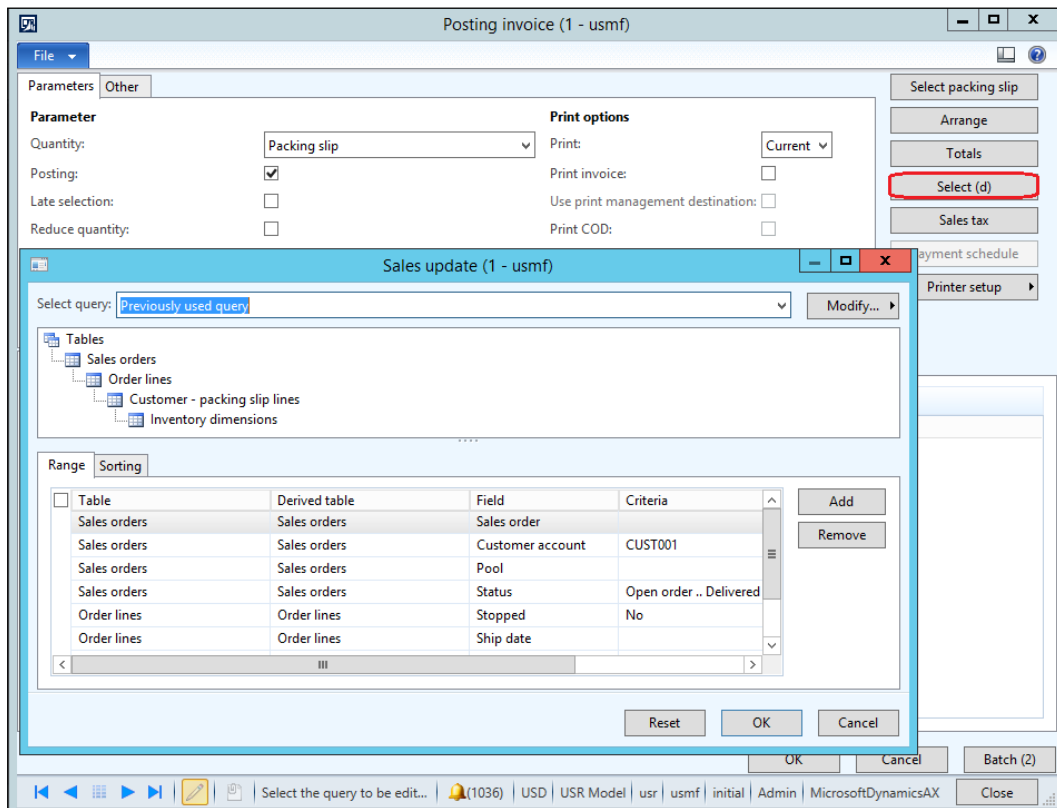 Posting invoice (1 - usmf)
File
Parameters Other
Select packing slip
Parameter Print options
Arrange
Quantity: Packing slip Print: Current
Totals
Posting: Print invoice:
Select (d)
Late selection: Use print management destination:
Sales tax
Reduce quantity: Print COD:
ayment schedule
Sales update (1 - usmf)
Printer setup
Select query: Previously used query Modify...
Tables
Sales orders
Order lines
Customer - packing slip lines
Inventory dimensions
Range Sorting
Table Derived table Field Criteria
Add
Sales orders Sales orders Sales order
Remove
Sales orders Sales orders Customer account CUST001
Sales orders Sales orders Pool
Sales orders Sales orders Status Open order .. Delivered
Order lines Order lines Stopped No
Order lines Order lines Ship date
Reset OK Cancel
OK Cancel Batch (2)
Select the query to be edit... (1036) USD USR Model usr usmf initial Admin MicrosoftDynamicsAX Close